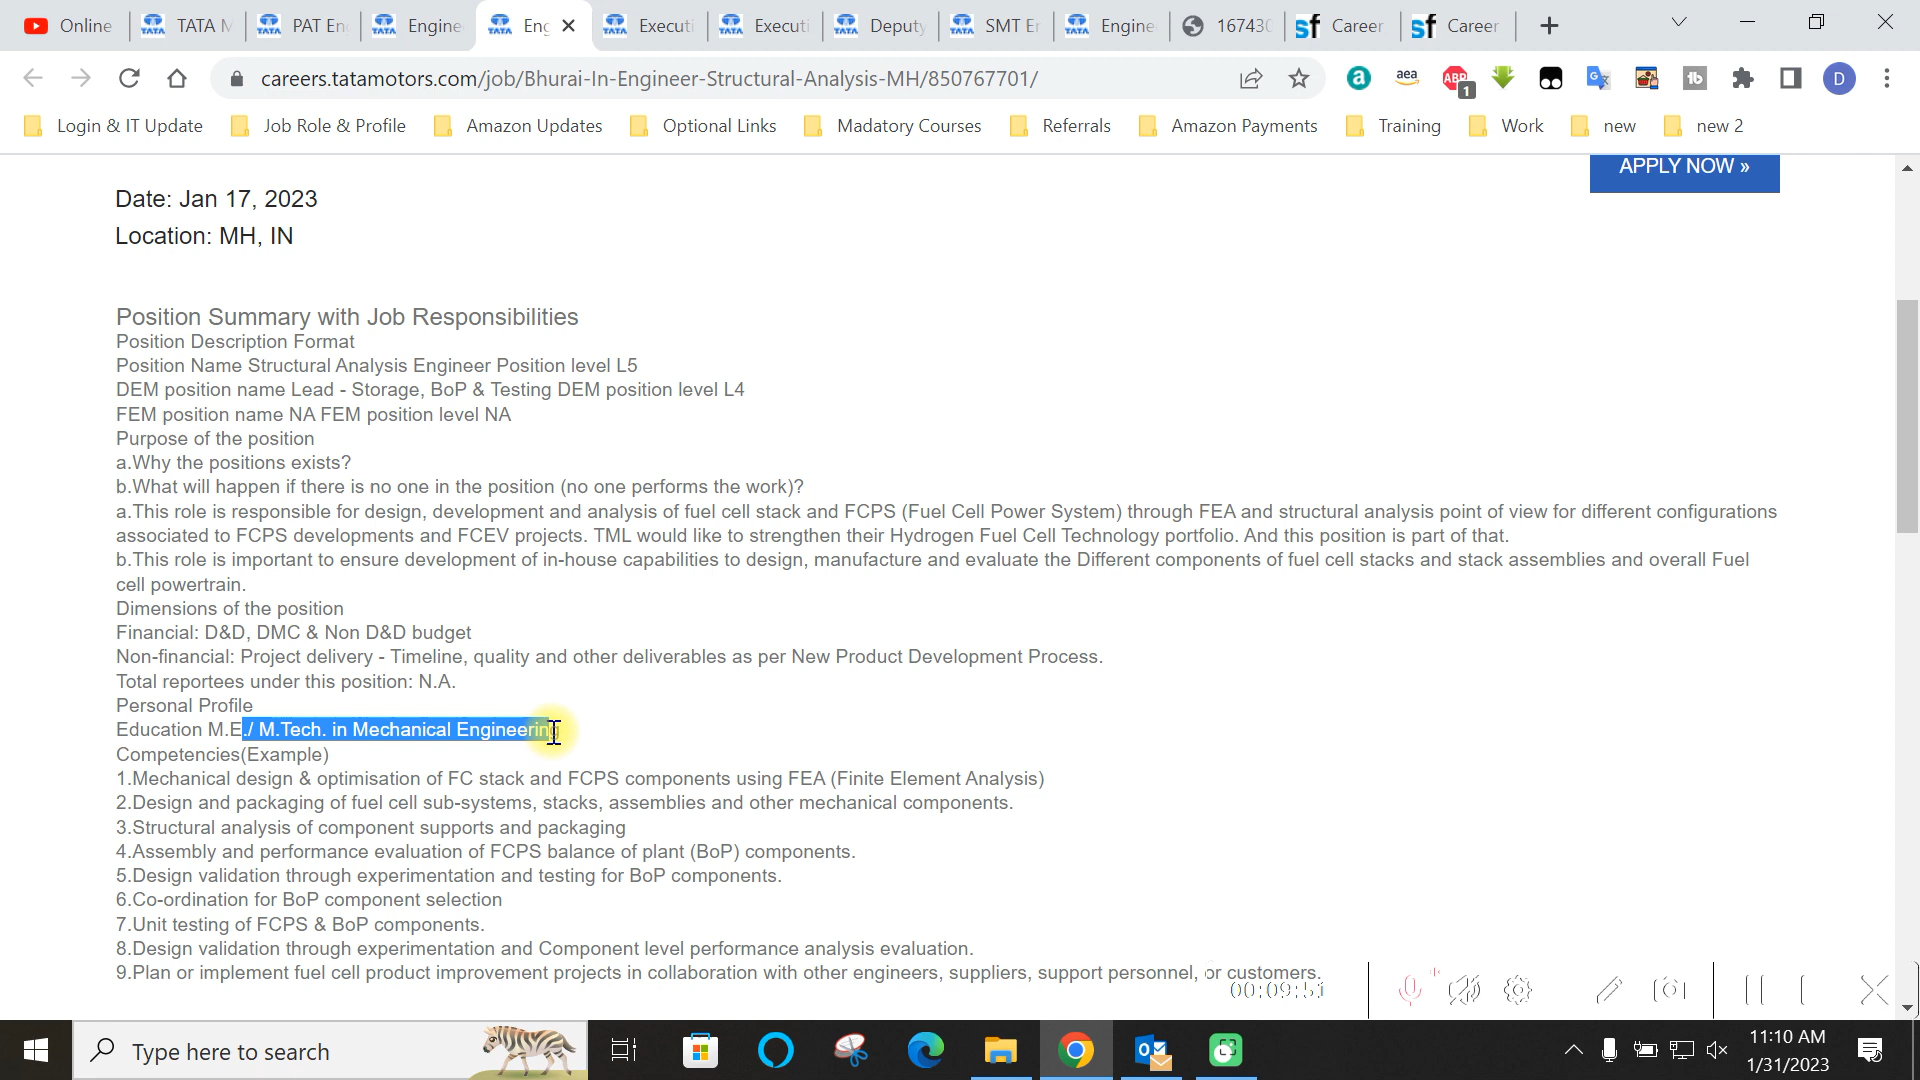 Online
TATA M
PAT En
Engine
Eng
Executi
Executi
Deputy
SMT En
Engine
167430
Career
Career
careers.tatamotors.com/job/Bhurai-In-Engineer-Structural-Analysis-MH/850767701/
Login & IT Update
Job Role & Profile
Amazon Updates
Optional Links
Madatory Courses
Referrals
Amazon Payments
Training
Work
new
new 2
APPLY NOW »
Date: Jan 17, 2023
Location: MH, IN
Position Summary with Job Responsibilities
Position Description Format
Position Name Structural Analysis Engineer Position level L5
DEM position name Lead - Storage, BoP & Testing DEM position level L4
FEM position name NA FEM position level NA
Purpose of the position
a.Why the positions exists?
b.What will happen if there is no one in the position (no one performs the work)?
a.This role is responsible for design, development and analysis of fuel cell stack and FCPS (Fuel Cell Power System) through FEA and structural analysis point of view for different configurations
associated to FCPS developments and FCEV projects. TML would like to strengthen their Hydrogen Fuel Cell Technology portfolio. And this position is part of that.
b.This role is important to ensure development of in-house capabilities to design, manufacture and evaluate the Different components of fuel cell stacks and stack assemblies and overall Fuel
cell powertrain.
Dimensions of the position
Financial: D&D, DMC & Non D&D budget
Non-financial: Project delivery - Timeline, quality and other deliverables as per New Product Development Process.
Total reportees under this position: N.A.
Personal Profile
Education M.E./ M.Tech. in Mechanical Engineering
Competencies(Example)
1.Mechanical design & optimisation of FC stack and FCPS components using FEA (Finite Element Analysis)
2.Design and packaging of fuel cell sub-systems, stacks, assemblies and other mechanical components.
3.Structural analysis of component supports and packaging
4.Assembly and performance evaluation of FCPS balance of plant (BoP) components.
5.Design validation through experimentation and testing for BoP components.
6.Co-ordination for BoP component selection
7.Unit testing of FCPS & BoP components.
8.Design validation through experimentation and Component level performance analysis evaluation.
9.Plan or implement fuel cell product improvement projects in collaboration with other engineers, suppliers, support personnel, or customers.
00:09:51
Type here to search
11:10 AM
1/31/2023